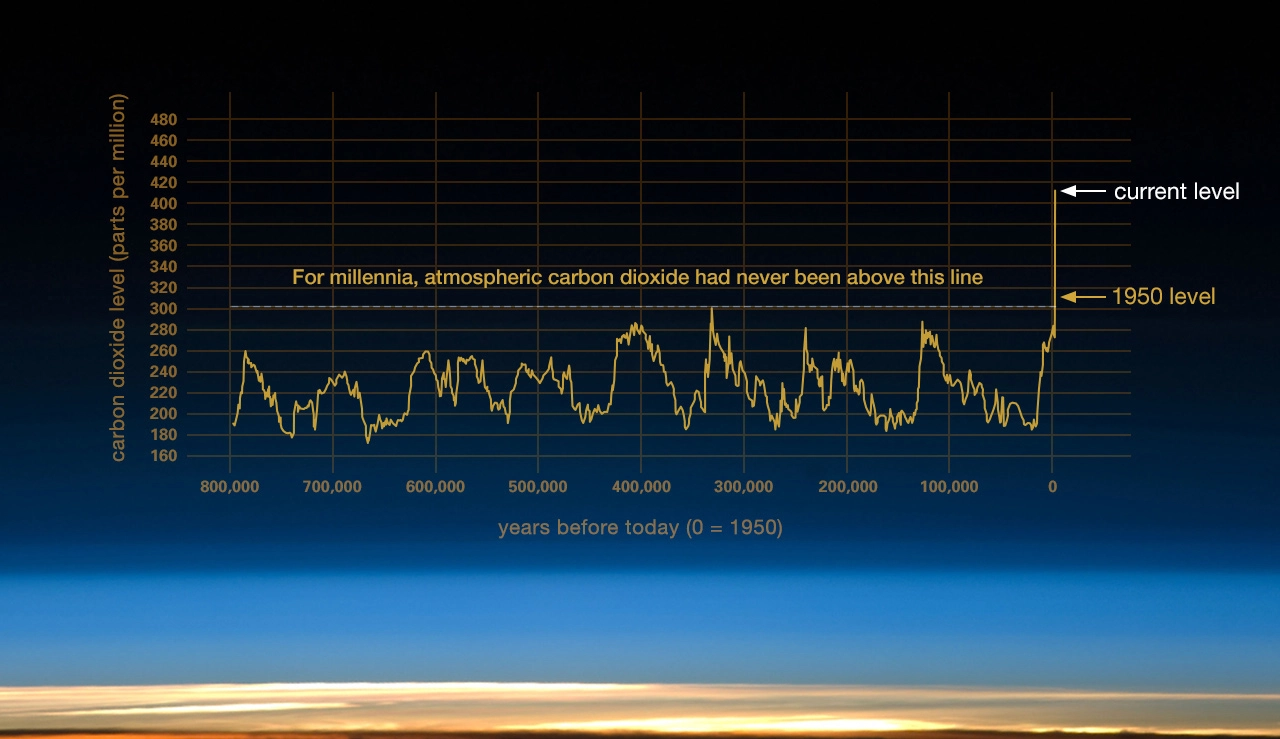 carbon dioxide level (parts per million)
480
460
440
420
400
380
360
340
320
300
280
260
240
220
200
180
160
current level
For millennia, atmospheric carbon dioxide had never been above this line
1950 level
800,000 700,000 600,000 500,000 400,000 300,000 200,000 100,000 0
years before today (0 = 1950)